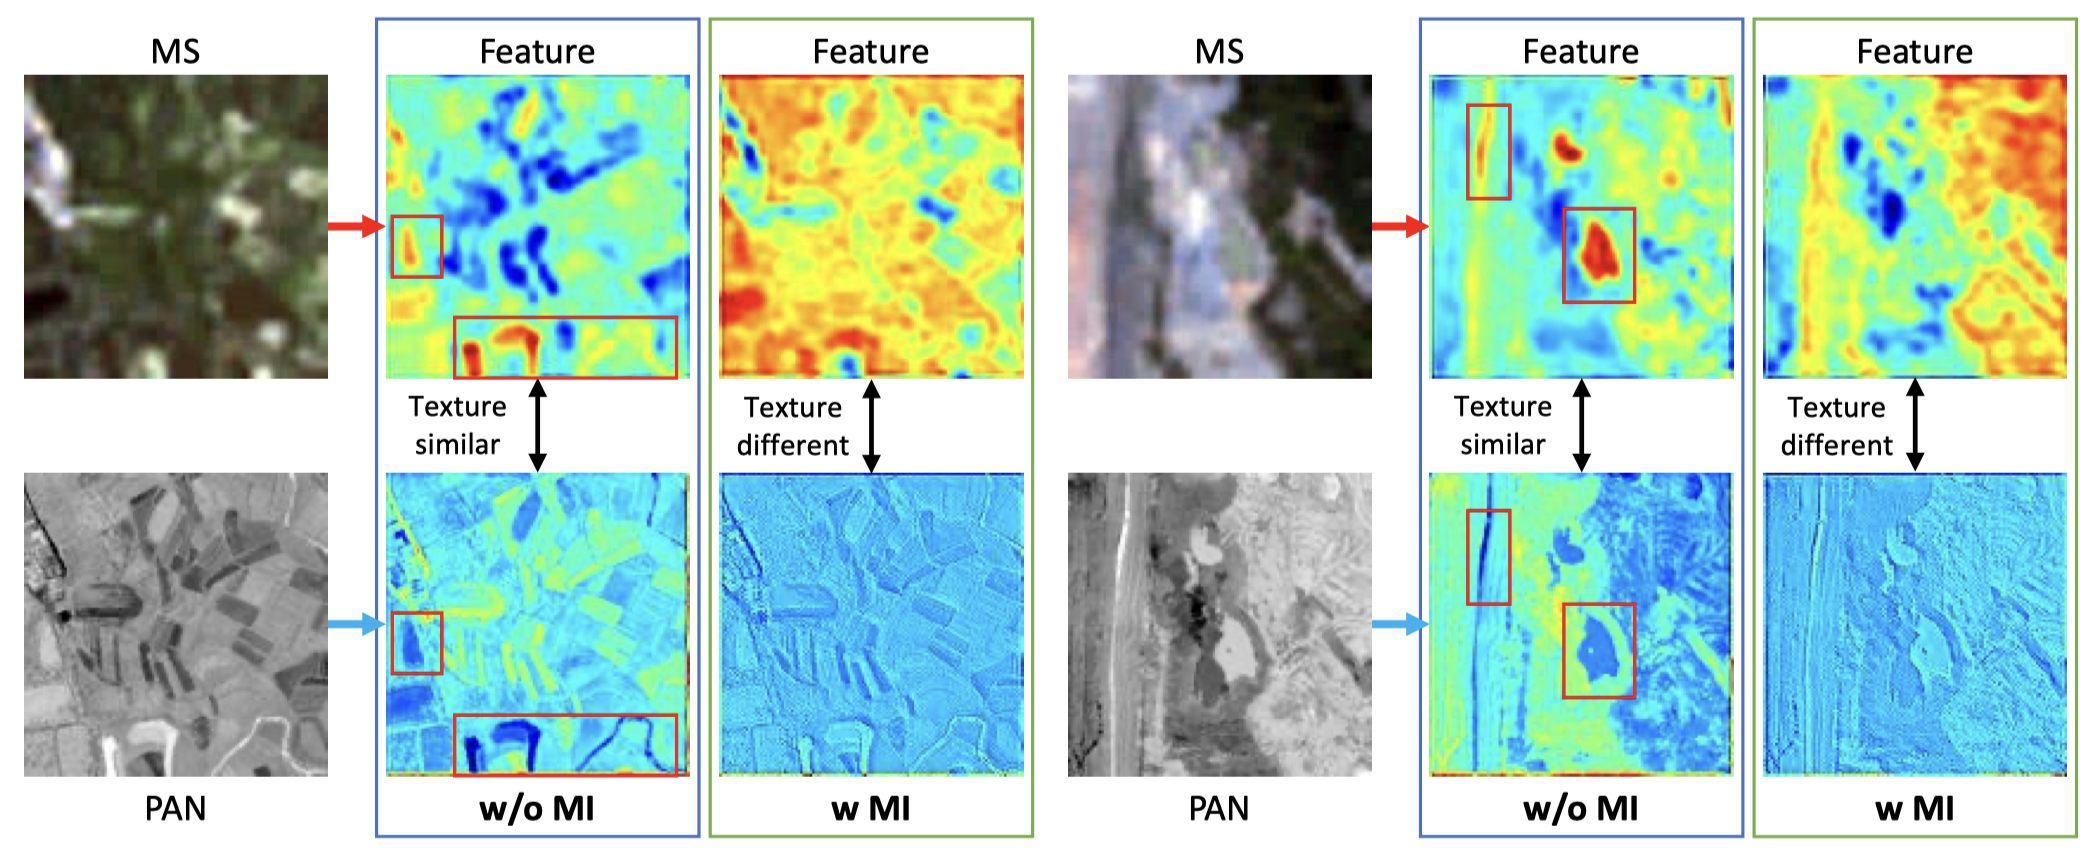 MS
Feature
Feature
Texture
similar
Texture
different
PAN
w/o MI
w MI
MS
Feature
Feature
Texture
similar
Texture
different
PAN
w/o MI
w MI